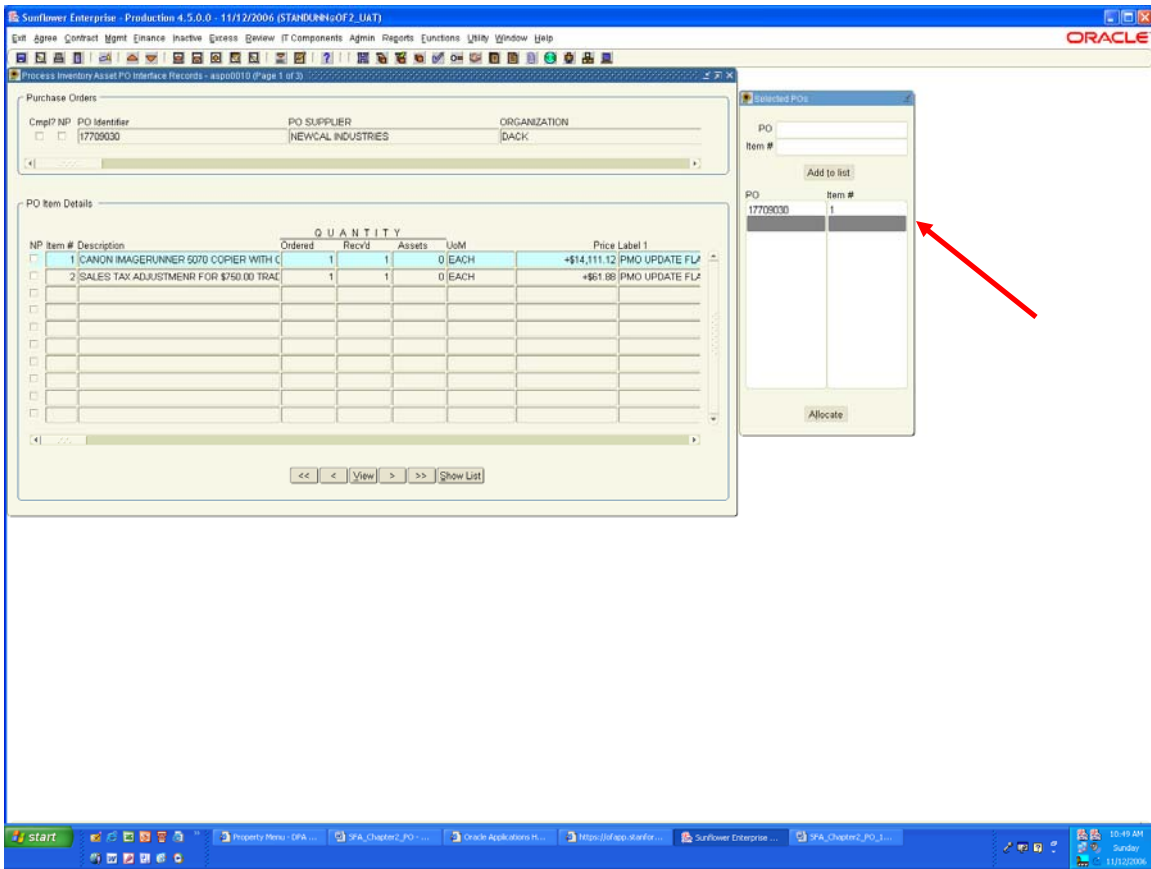 Sunflower Enterprise - Production 4.5.0.0 - 11/12/2006 (STANDUNN@OF2_UAT)
Exit Agree Contract Mgmt Finance Inactive Excess Review IT Components Admin Reports Functions Utility Window Help
ORACLE
Process Inventory Asset PO Interface Records - aspo0010 (Page 1 of 3)
Purchase Orders
Cmpl? NP PO Identifier PO SUPPLIER ORGANIZATION
17709030 NEWCAL INDUSTRIES DACK
PO Item Details
QUANTITY
NP Item # Description Ordered Recv'd Assets UoM Price Label 1
1 CANON IMAGERUNNER 5070 COPIER WITH C 1 1 0 EACH +$14,111.12 PMO UPDATE FLA
2 SALES TAX ADJUSTMENR FOR $750.00 TRAD 1 1 0 EACH +$61.88 PMO UPDATE FLA
<< < View > >> Show List
Selected POs
PO
Item #
Add to list
PO Item #
17709030 1
Allocate
start
Property Menu - DPA ...
SFA_Chapter2_PO - ...
Oracle Applications H...
https://ofapp.stanfor...
Sunflower Enterprise ...
SFA_Chapter2_PO_1...
10:49 AM
Sunday
11/12/2006